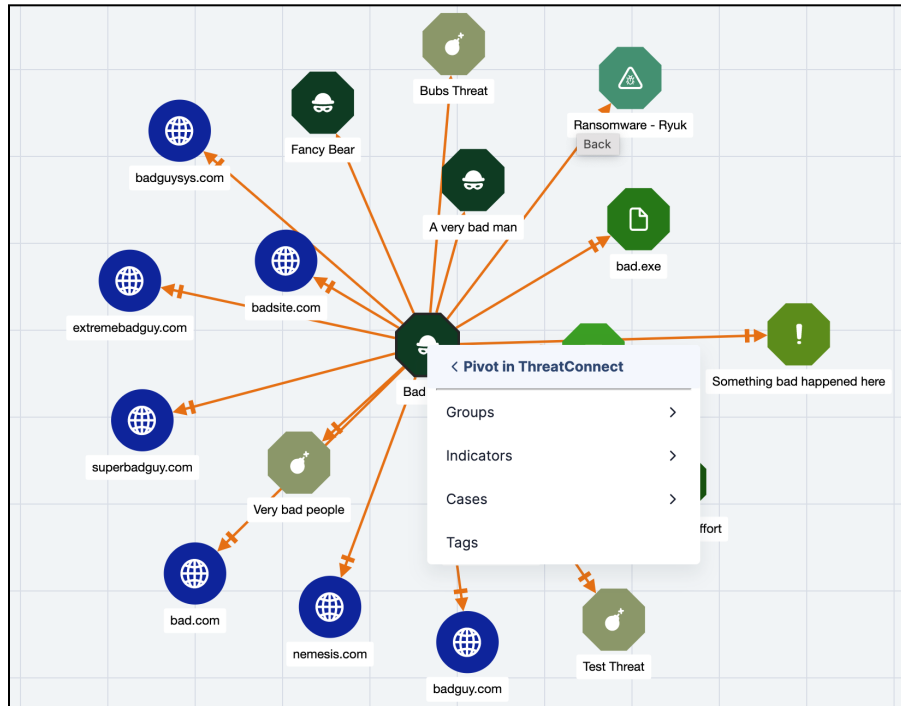 Bubs Threat
Ransomware - Ryuk
Back
Fancy Bear
badguysys.com
A very bad man
bad.exe
badsite.com
extremebadguy.com
Bad
< Pivot in ThreatConnect
Something bad happened here
Groups
Indicators
Cases
Tags
superbadguy.com
Very bad people
ffort
bad.com
nemesis.com
Test Threat
badguy.com